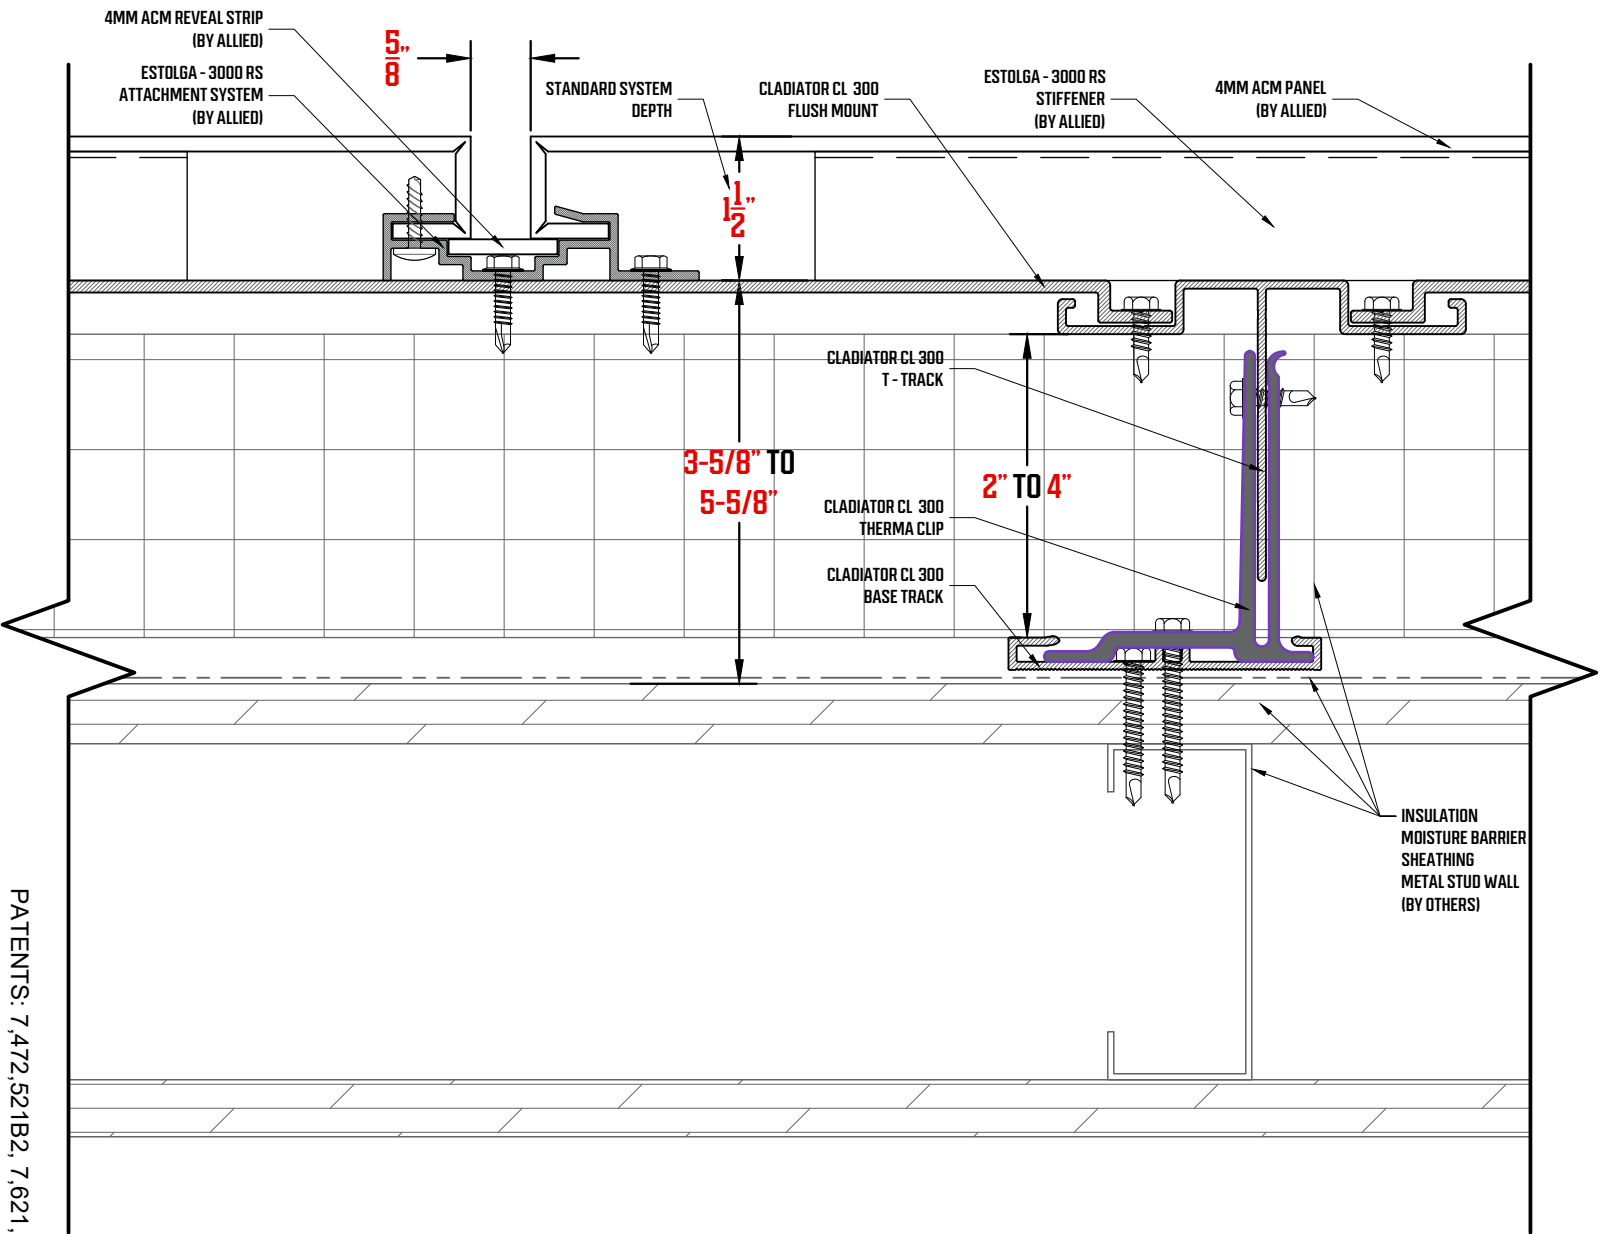 4MM ACM REVEAL STRIP
(BY ALLIED)
ESTOLGA - 3000 RS
ATTACHMENT SYSTEM
(BY ALLIED)
5"
8
STANDARD SYSTEM
DEPTH
CLADIATOR CL 300
FLUSH MOUNT
ESTOLGA - 3000 RS
STIFFENER
(BY ALLIED)
4MM ACM PANEL
(BY ALLIED)
1 1/2"
CLADIATOR CL 300
T - TRACK
3-5/8" TO
5-5/8"
2" TO 4"
CLADIATOR CL 300
THERMA CLIP
CLADIATOR CL 300
BASE TRACK
INSULATION
MOISTURE BARRIER
SHEATHING
METAL STUD WALL
(BY OTHERS)
PATENTS: 7,472,521B2, 7,621,